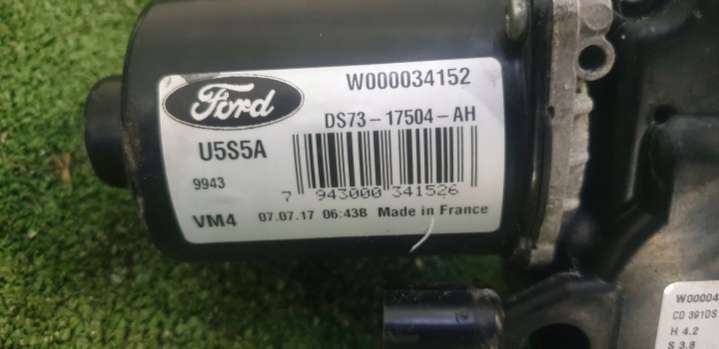 Ford
W000034152
DS73-17504-AH
U5S5A
9943
7 943000 341526
VM4 07.07.17 06:43B Made in France
W00004
CD 391DS
H 4.2
S 3.8